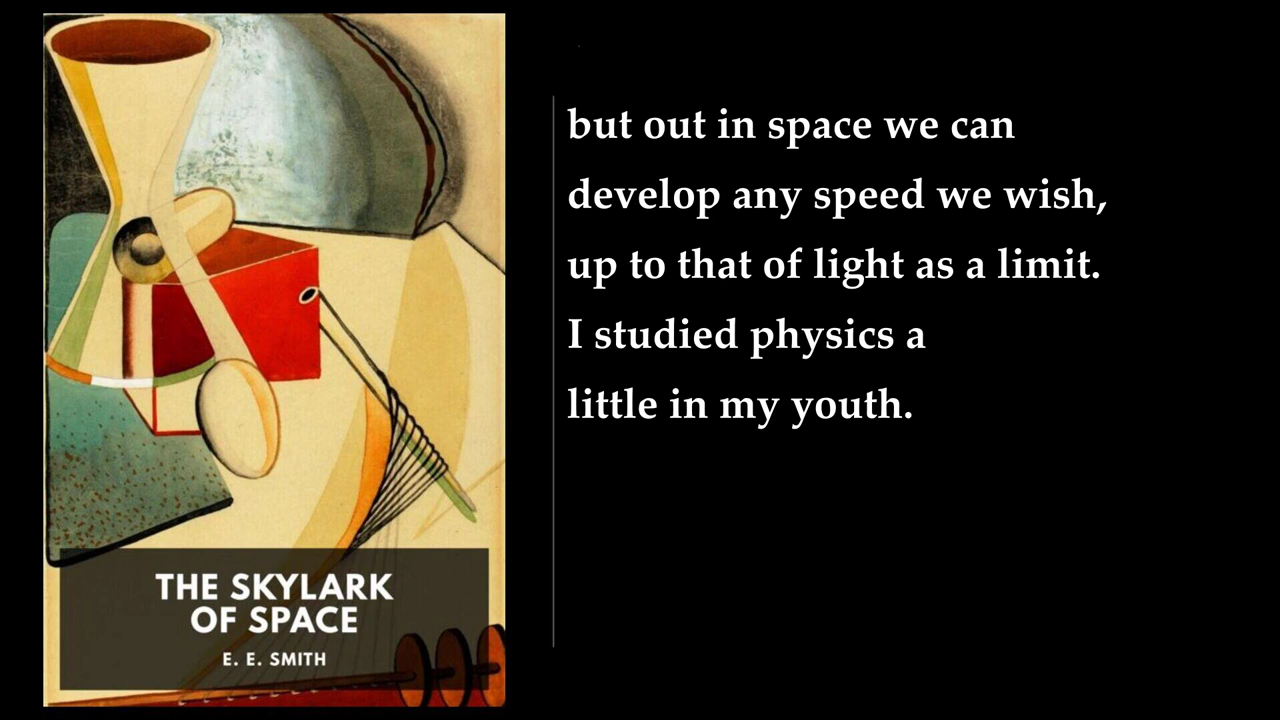 THE SKYLARK
OF SPACE
E. E. SMITH
but out in space we can
develop any speed we wish,
up to that of light as a limit.
I studied physics a
little in my youth.